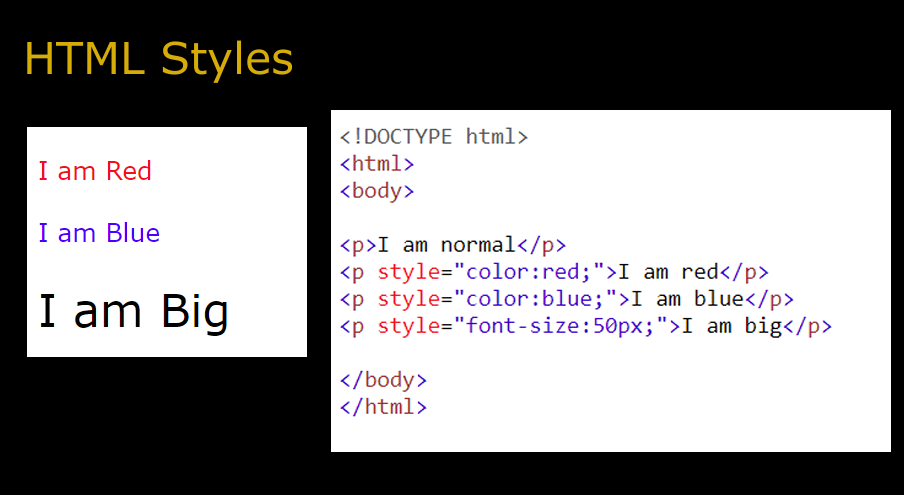 HTML Styles
I am Red
I am Blue
I am Big
<!DOCTYPE html>
<html>
<body>
<p>I am normal</p>
<p style="color:red;">I am red</p>
<p style="color:blue;">I am blue</p>
<p style="font-size:50px;">I am big</p>
</body>
</html>